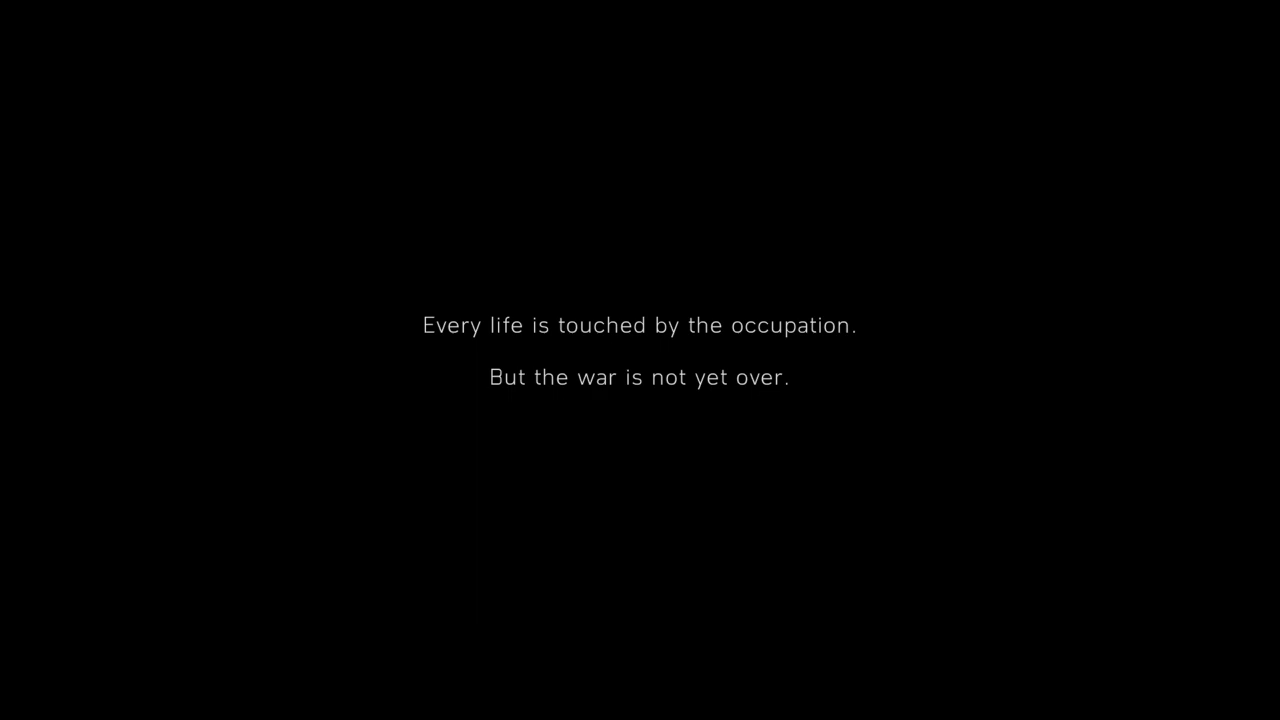 Every life is touched by the occupation.
But the war is not yet over.